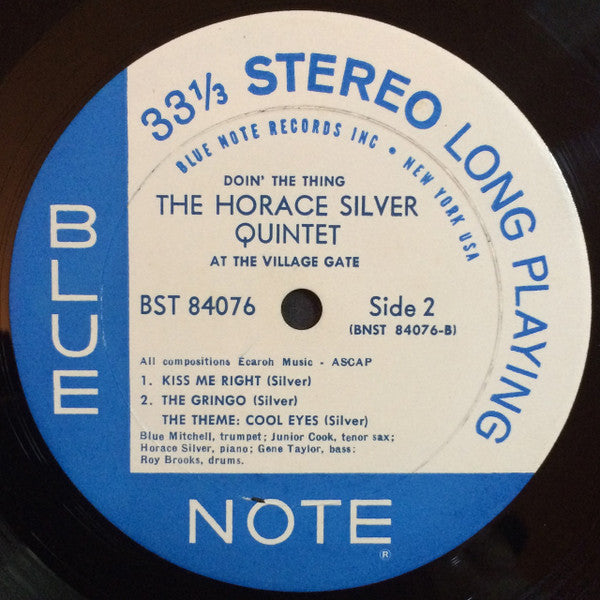 33⅓ STEREO LONG PLAYING
BLUE NOTE RECORDS INC • NEW YORK USA
DOIN' THE THING
THE HORACE SILVER
QUINTET
AT THE VILLAGE GATE
BST 84076
Side 2
(BNST 84076-B)
All compositions Ecaroh Music - ASCAP
1. KISS ME RIGHT (Silver)
2. THE GRINGO (Silver)
THE THEME: COOL EYES (Silver)
Blue Mitchell, trumpet; Junior Cook, tenor sax;
Horace Silver, piano; Gene Taylor, bass;
Roy Brooks, drums.
BLUE
NOTE
®